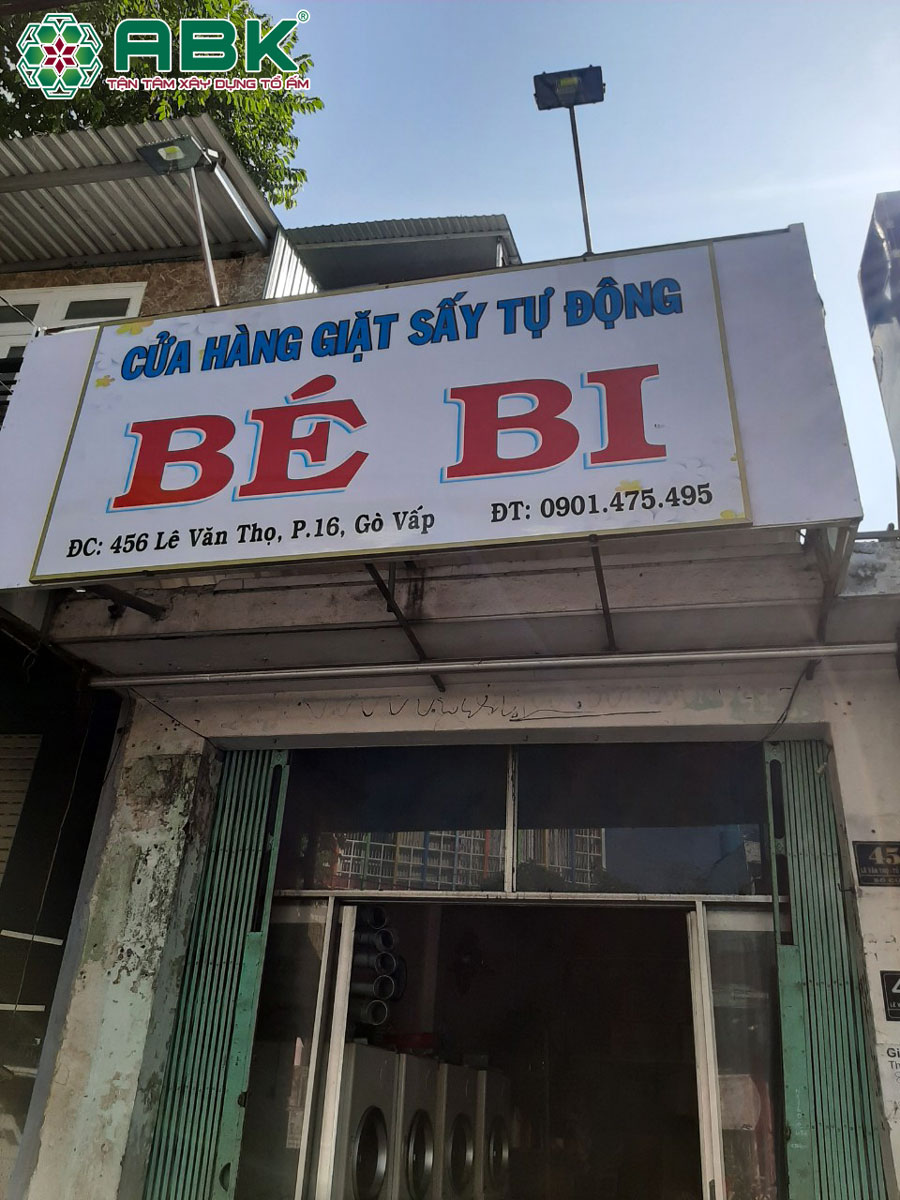 ABK®
TẬN TÂM XÂY DỰNG TỔ ẤM
CỬA HÀNG GIẶT SẤY TỰ ĐỘNG
BÉ BI
ĐC: 456 Lê Văn Thọ, P.16, Gò Vấp
ĐT: 0901.475.495